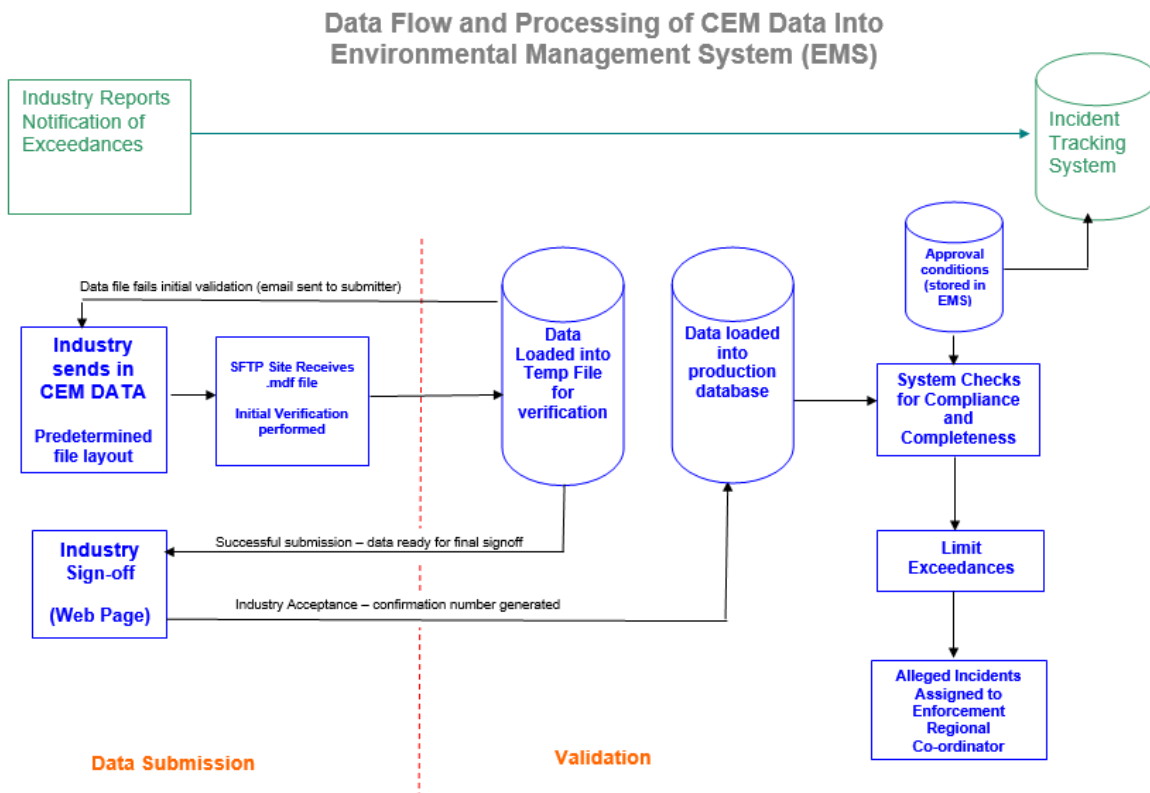 Data Flow and Processing of CEM Data Into
Environmental Management System (EMS)
Industry Reports
Notification of
Exceedances
Incident
Tracking
System
Approval
conditions
(stored in
EMS)
Data file fails initial validation (email sent to submitter)
Industry
sends in
CEM DATA
Predetermined
file layout
SFTP Site Receives
.mdf file
Initial Verification
performed
Data
Loaded into
Temp File
for
verification
Data loaded
into
production
database
System Checks
for Compliance
and
Completeness
Successful submission – data ready for final signoff
Industry
Sign-off
(Web Page)
Industry Acceptance – confirmation number generated
Limit
Exceedances
Alleged Incidents
Assigned to
Enforcement
Regional
Co-ordinator
Data Submission
Validation